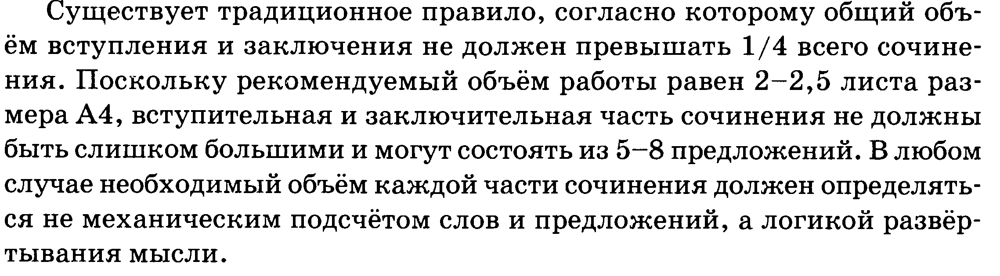 Существует традиционное правило, согласно которому общий объ-
ём вступления и заключения не должен превышать 1/4 всего сочине-
ния. Поскольку рекомендуемый объём работы равен 2–2,5 листа раз-
мера А4, вступительная и заключительная часть сочинения не должны
быть слишком большими и могут состоять из 5–8 предложений. В любом
случае необходимый объём каждой части сочинения должен определять-
ся не механическим подсчётом слов и предложений, а логикой развёр-
тывания мысли.